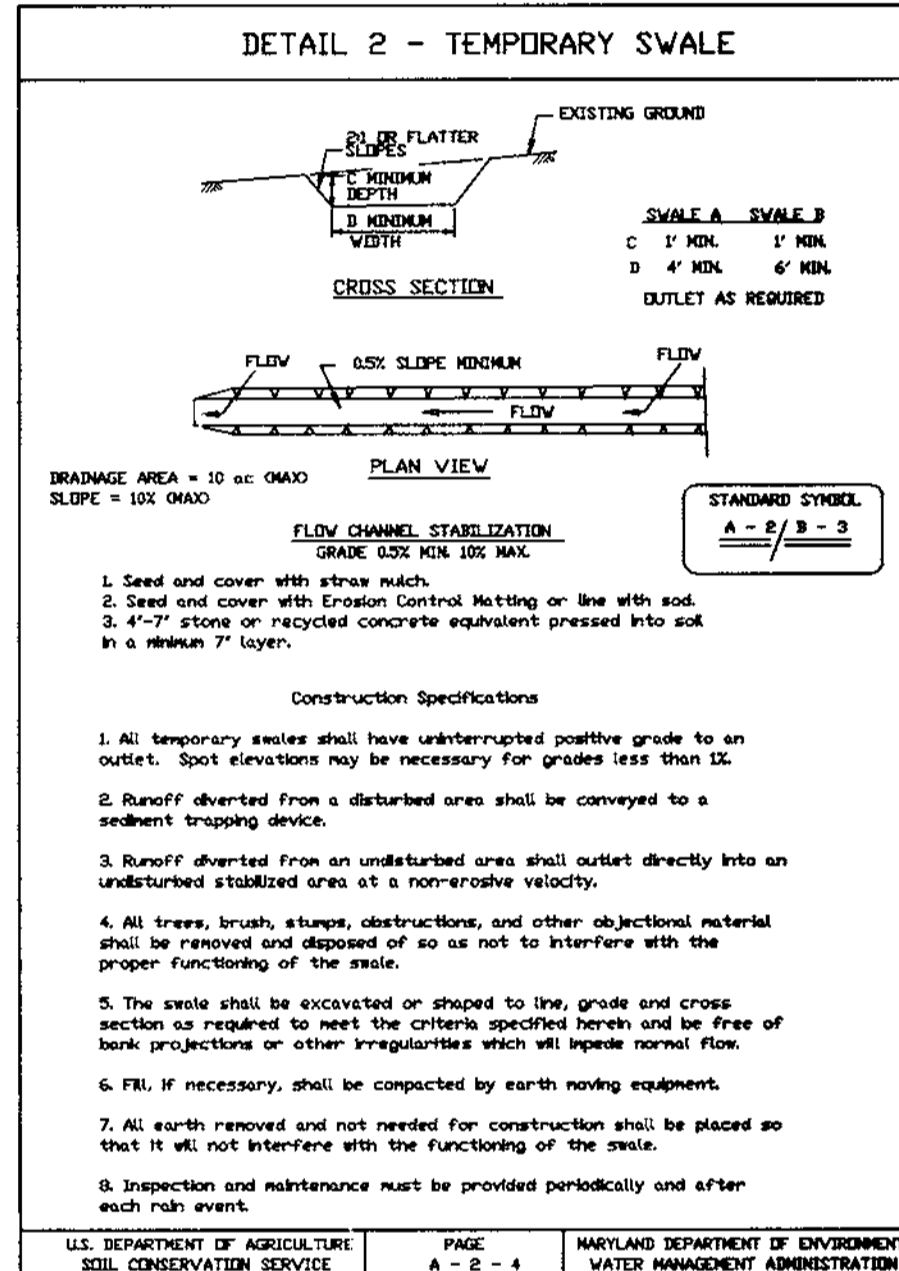 DETAIL 2 - TEMPORARY SWALE
EXISTING GROUND
2:1 OR FLATTER
SLOPES
C MINIMUM
DEPTH
D MINIMUM
WIDTH
CROSS SECTION
SWALE A SWALE B
C 1' MIN. 1' MIN.
D 4' MIN. 6' MIN.
OUTLET AS REQUIRED
FLOW
0.5% SLOPE MINIMUM
FLOW
FLOW
PLAN VIEW
DRAINAGE AREA = 10 ac (MAX)
SLOPE = 10% (MAX)
STANDARD SYMBOL
A - 2 / B - 3
FLOW CHANNEL STABILIZATION
GRADE 0.5% MIN. 10% MAX.
1. Seed and cover with straw mulch.
2. Seed and cover with Erosion Control Matting or line with sod.
3. 4'-7' stone or recycled concrete equivalent pressed into soil
in a minimum 7' layer.
Construction Specifications
1. All temporary swales shall have uninterrupted positive grade to an
outlet. Spot elevations may be necessary for grades less than 1%.
2. Runoff diverted from a disturbed area shall be conveyed to a
sediment trapping device.
3. Runoff diverted from an undisturbed area shall outlet directly into an
undisturbed stabilized area at a non-erosive velocity.
4. All trees, brush, stumps, obstructions, and other objectional material
shall be removed and disposed of so as not to interfere with the
proper functioning of the swale.
5. The swale shall be excavated or shaped to line, grade and cross
section as required to meet the criteria specified herein and be free of
bank projections or other irregularities which will impede normal flow.
6. Fill, if necessary, shall be compacted by earth moving equipment.
7. All earth removed and not needed for construction shall be placed so
that it will not interfere with the functioning of the swale.
8. Inspection and maintenance must be provided periodically and after
each rain event.
U.S. DEPARTMENT OF AGRICULTURE
SOIL CONSERVATION SERVICE
PAGE
A - 2 - 4
MARYLAND DEPARTMENT OF ENVIRONMENT
WATER MANAGEMENT ADMINISTRATION